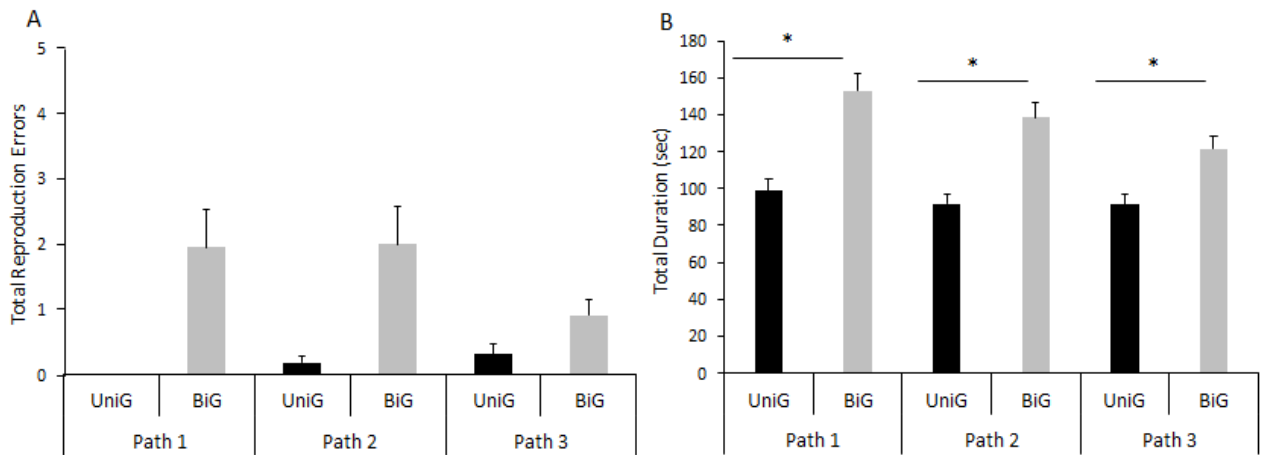 A
Total Reproduction Errors
5
4
3
2
1
0
UniG BiG UniG BiG UniG BiG
Path 1 Path 2 Path 3
B
Total Duration (sec)
180
160
140
120
100
80
60
40
20
0
* * *
UniG BiG UniG BiG UniG BiG
Path 1 Path 2 Path 3